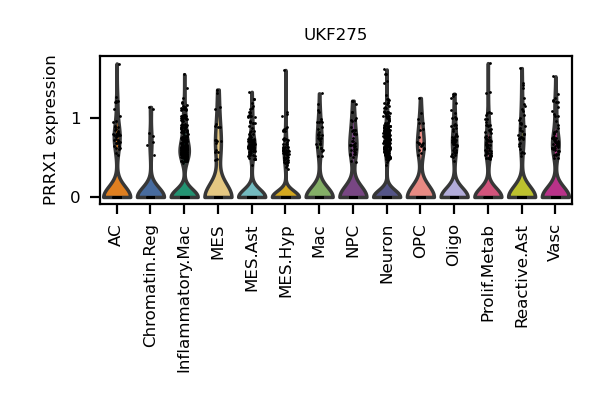 UKF275
PRRX1 expression
1
0
AC
Chromatin.Reg
Inflammatory.Mac
MES
MES.Ast
MES.Hyp
Mac
NPC
Neuron
OPC
Oligo
Prolif.Metab
Reactive.Ast
Vasc